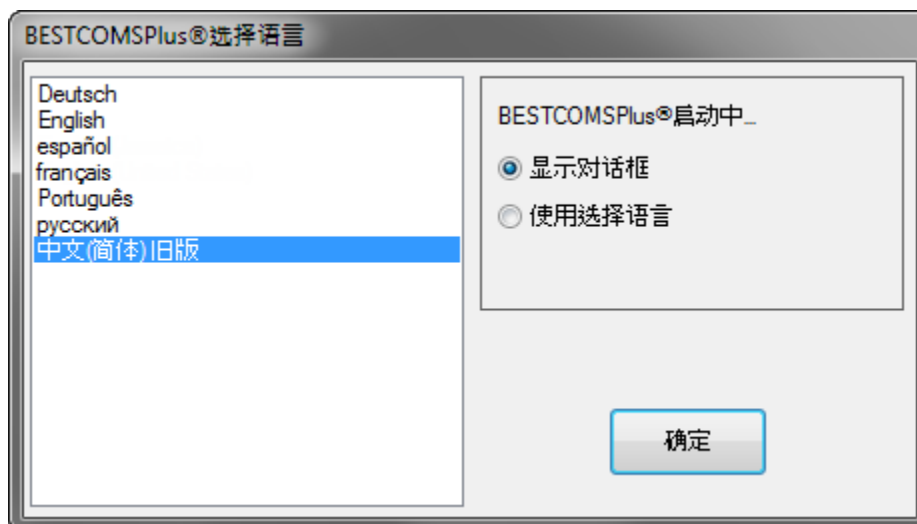 BESTCOMSPlus®选择语言
Deutsch
English
español
français
Português
русский
中文(简体)旧版
BESTCOMSPlus®启动中...
显示对话框
使用选择语言
确定